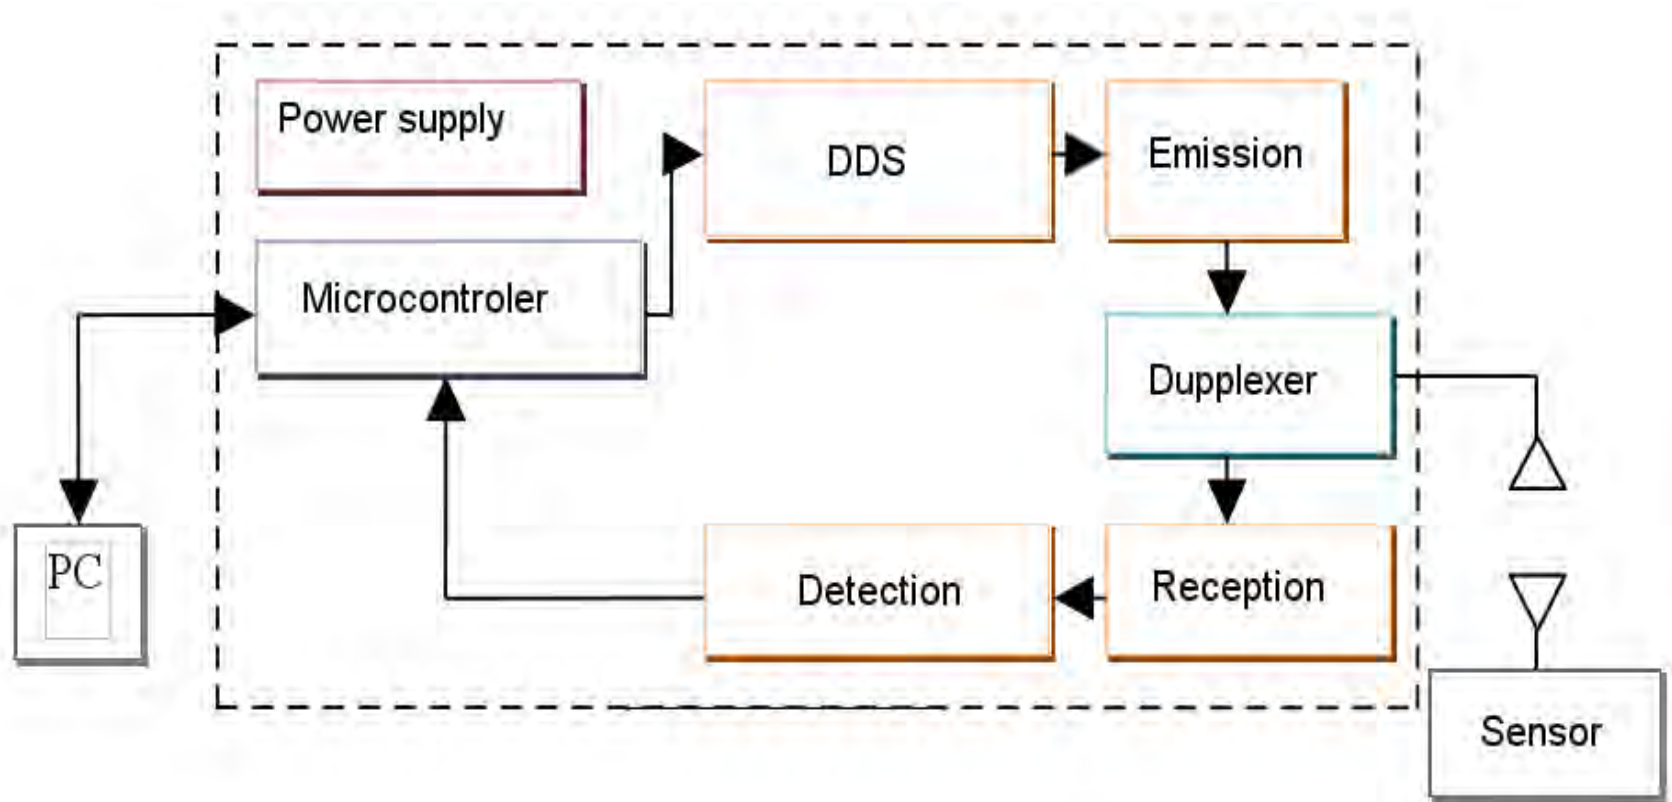 Power supply
DDS
Emission
Microcontroler
Dupplexer
PC
Detection
Reception
Sensor